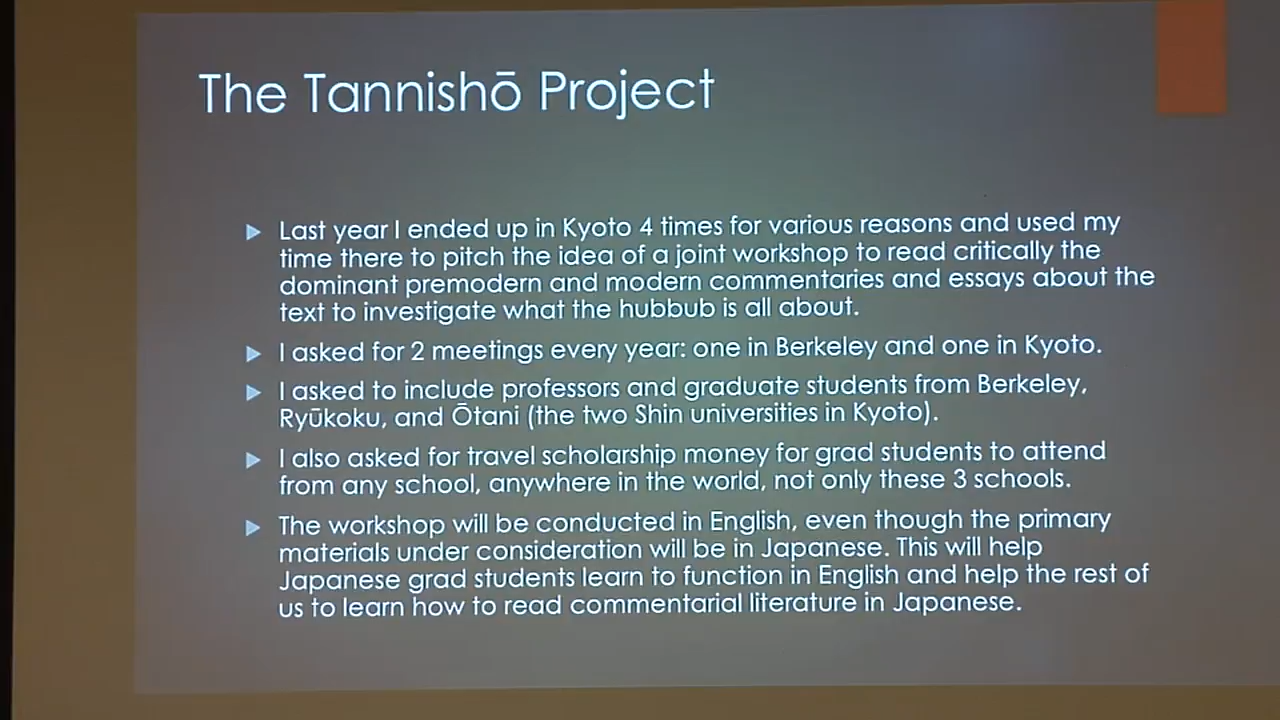 The Tannishō Project
Last year I ended up in Kyoto 4 times for various reasons and used my
time there to pitch the idea of a joint workshop to read critically the
dominant premodern and modern commentaries and essays about the
text to investigate what the hubbub is all about.
I asked for 2 meetings every year: one in Berkeley and one in Kyoto.
I asked to include professors and graduate students from Berkeley,
Ryūkoku, and Ōtani (the two Shin universities in Kyoto).
I also asked for travel scholarship money for grad students to attend
from any school, anywhere in the world, not only these 3 schools.
The workshop will be conducted in English, even though the primary
materials under consideration will be in Japanese. This will help
Japanese grad students learn to function in English and help the rest of
us to learn how to read commentarial literature in Japanese.